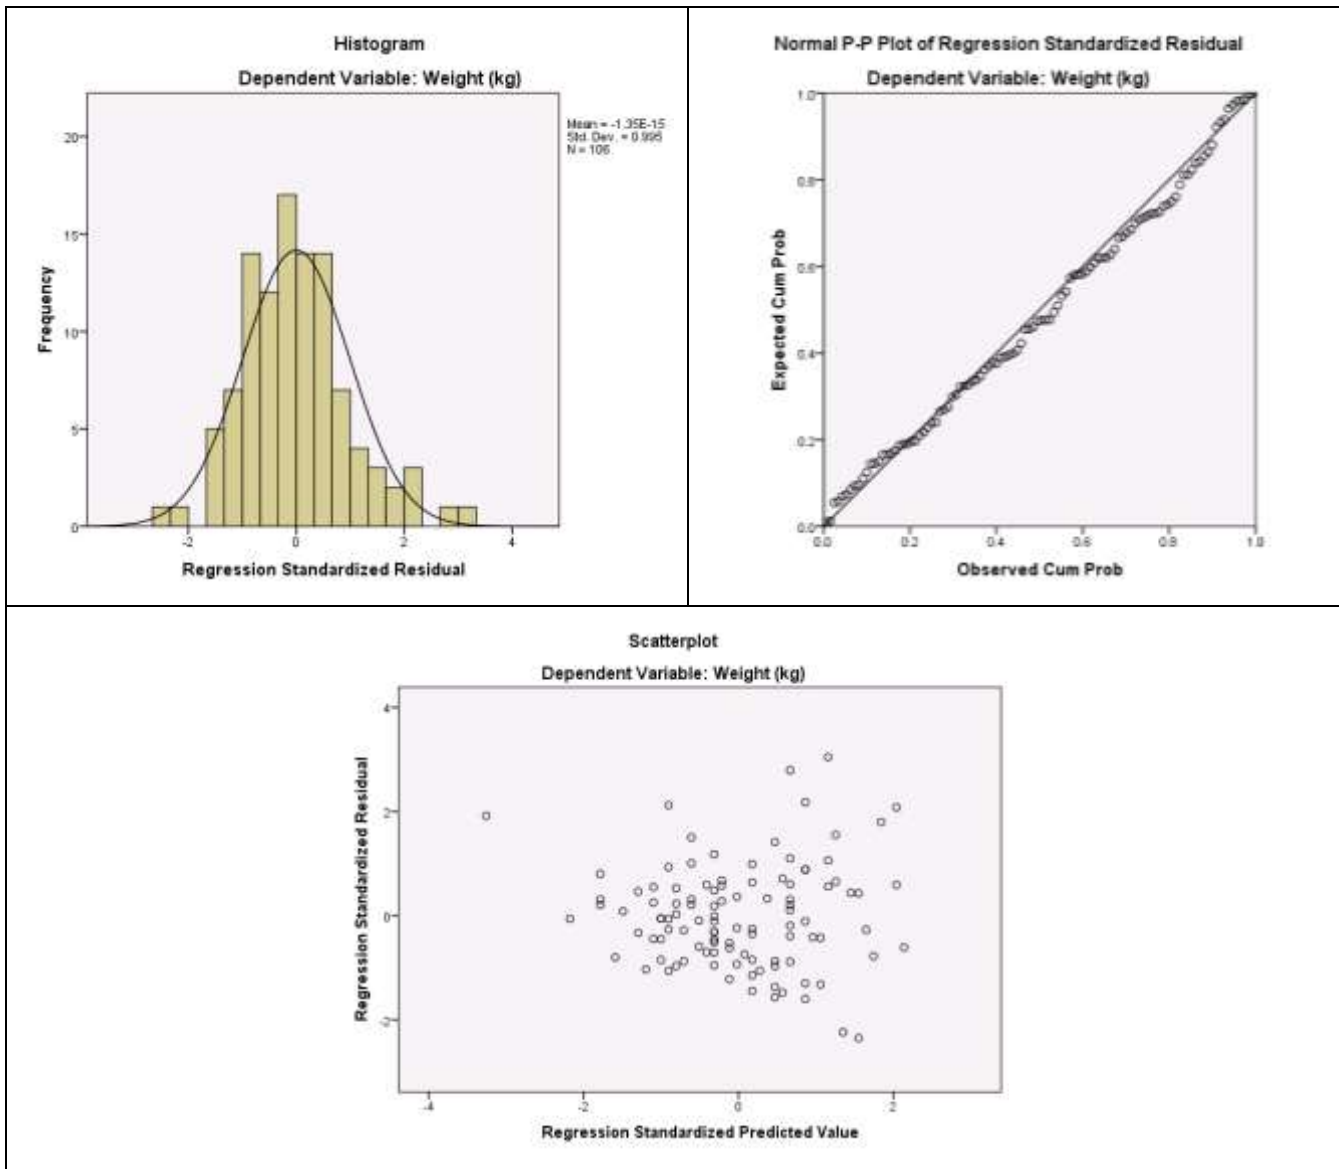 Histogram
Dependent Variable: Weight (kg)
Mean = -1.35E-15
Std. Dev. = 0.995
N = 106
20
15
10
5
0
-2
0
2
4
Frequency
Regression Standardized Residual
Normal P-P Plot of Regression Standardized Residual
Dependent Variable: Weight (kg)
1.0
0.8
0.6
0.4
0.2
0.0
0.0
0.2
0.4
0.6
0.8
1.0
Expected Cum Prob
Observed Cum Prob
Scatterplot
Dependent Variable: Weight (kg)
4
2
0
-2
-4
-2
0
2
Regression Standardized Residual
Regression Standardized Predicted Value